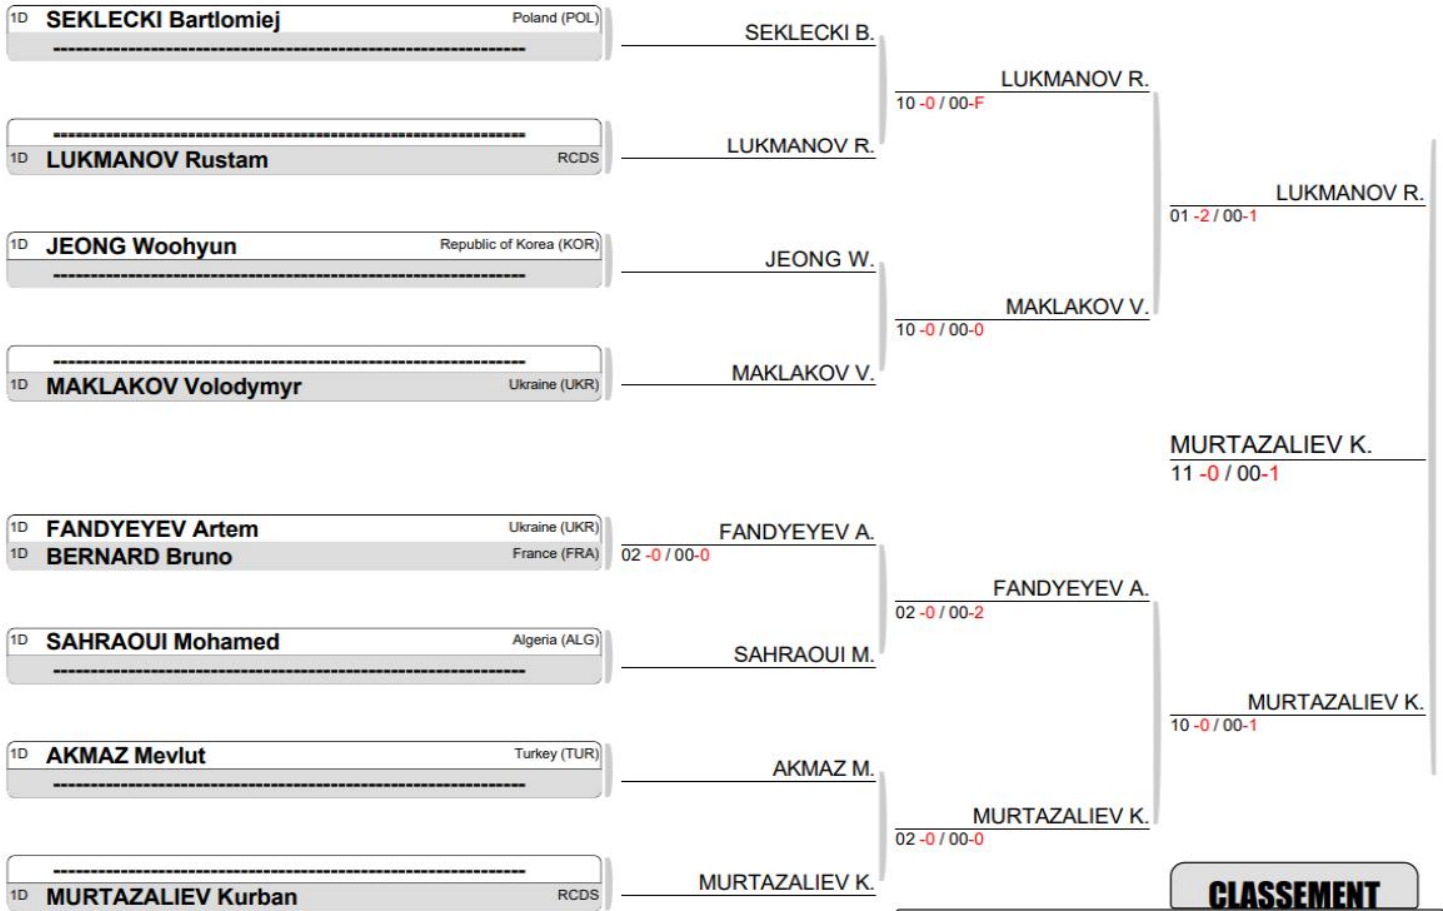 1D SEKLECKI Bartlomiej Poland (POL)
SEKLECKI B.
LUKMANOV R.
10 -0 / 00-F
1D LUKMANOV Rustam RCDS
LUKMANOV R.
LUKMANOV R.
01 -2 / 00-1
1D JEONG Woohyun Republic of Korea (KOR)
JEONG W.
MAKLAKOV V.
10 -0 / 00-0
1D MAKLAKOV Volodymyr Ukraine (UKR)
MAKLAKOV V.
MURTAZALIEV K.
11 -0 / 00-1
1D FANDYEYEV Artem Ukraine (UKR)
1D BERNARD Bruno France (FRA)
FANDYEYEV A.
02 -0 / 00-0
FANDYEYEV A.
02 -0 / 00-2
1D SAHRAOUI Mohamed Algeria (ALG)
SAHRAOUI M.
MURTAZALIEV K.
10 -0 / 00-1
1D AKMAZ Mevlut Turkey (TUR)
AKMAZ M.
MURTAZALIEV K.
02 -0 / 00-0
1D MURTAZALIEV Kurban RCDS
MURTAZALIEV K.
CLASSEMENT